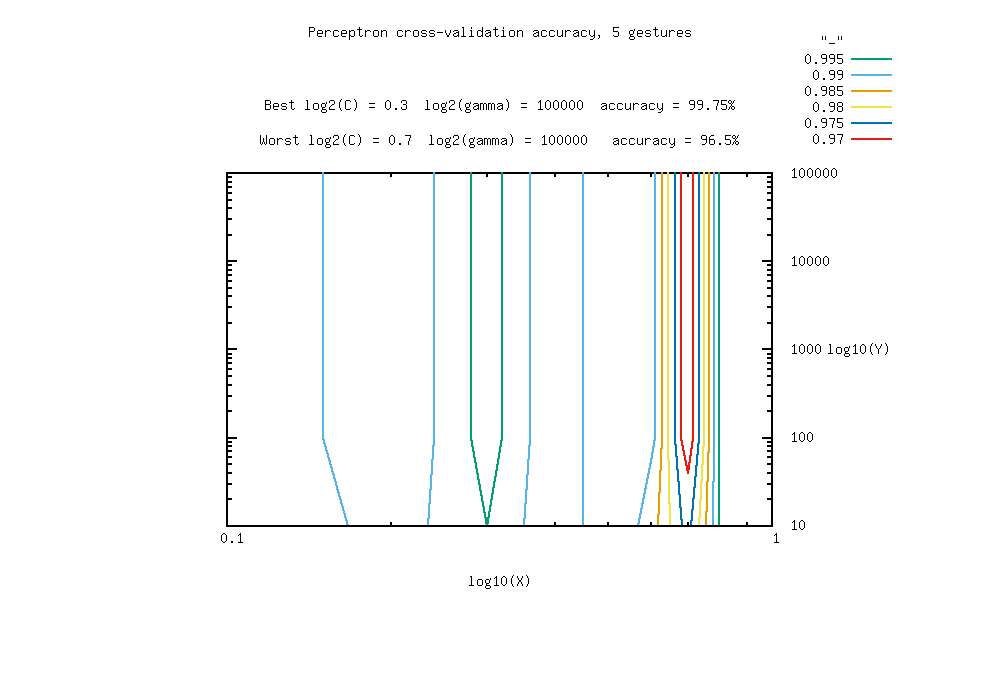 Perceptron cross-validation accuracy, 5 gestures
"_"
0.995
0.99
0.985
0.98
0.975
0.97
Best log2(C) = 0.3  log2(gamma) = 100000  accuracy = 99.75%
Worst log2(C) = 0.7  log2(gamma) = 100000   accuracy = 96.5%
100000
10000
1000 log10(Y)
100
10
0.1 1
log10(X)